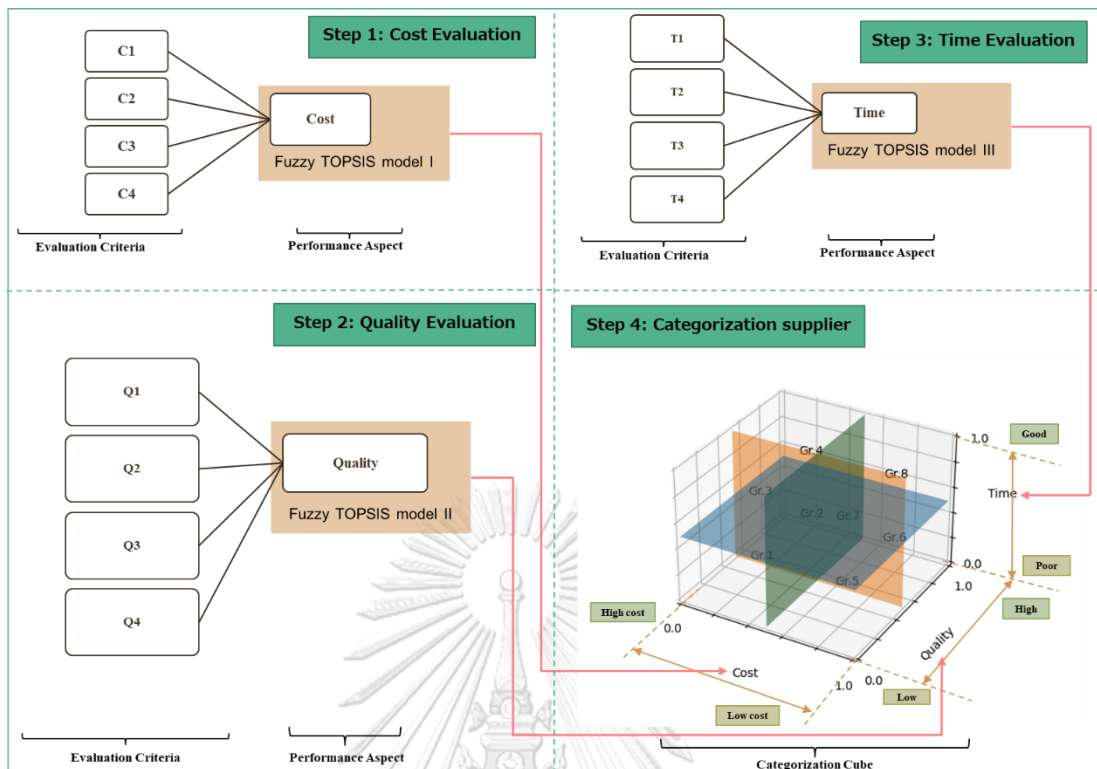 Step 1: Cost Evaluation
C1
C2
C3
C4
Cost
Fuzzy TOPSIS model I
Evaluation Criteria
Performance Aspect
Step 3: Time Evaluation
T1
T2
T3
T4
Time
Fuzzy TOPSIS model III
Evaluation Criteria
Performance Aspect
Step 2: Quality Evaluation
Q1
Q2
Q3
Q4
Quality
Fuzzy TOPSIS model II
Evaluation Criteria
Performance Aspect
Step 4: Categorization supplier
Gr.4
Gr.8
Gr.3
Gr.2
Gr.7
Gr.6
Gr.1
Gr.5
1.0
Good
Time
0.0
Poor
1.0
High
Quality
0.0
Low
High cost
0.0
Cost
1.0
Low cost
Categorization Cube